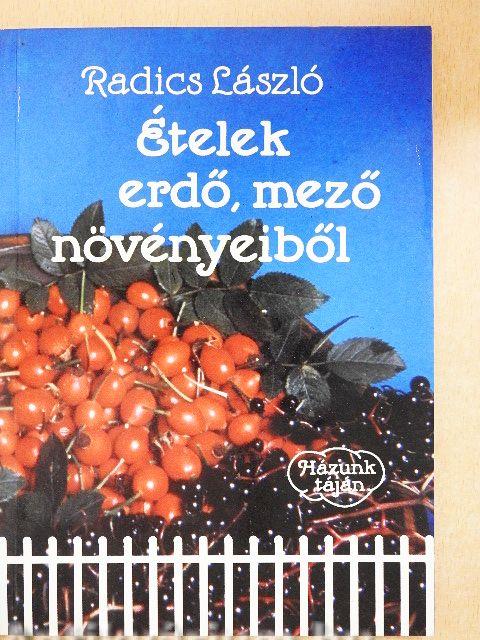 Radics László
Ételek
erdő, mező
növényeiből
Házunk
táján